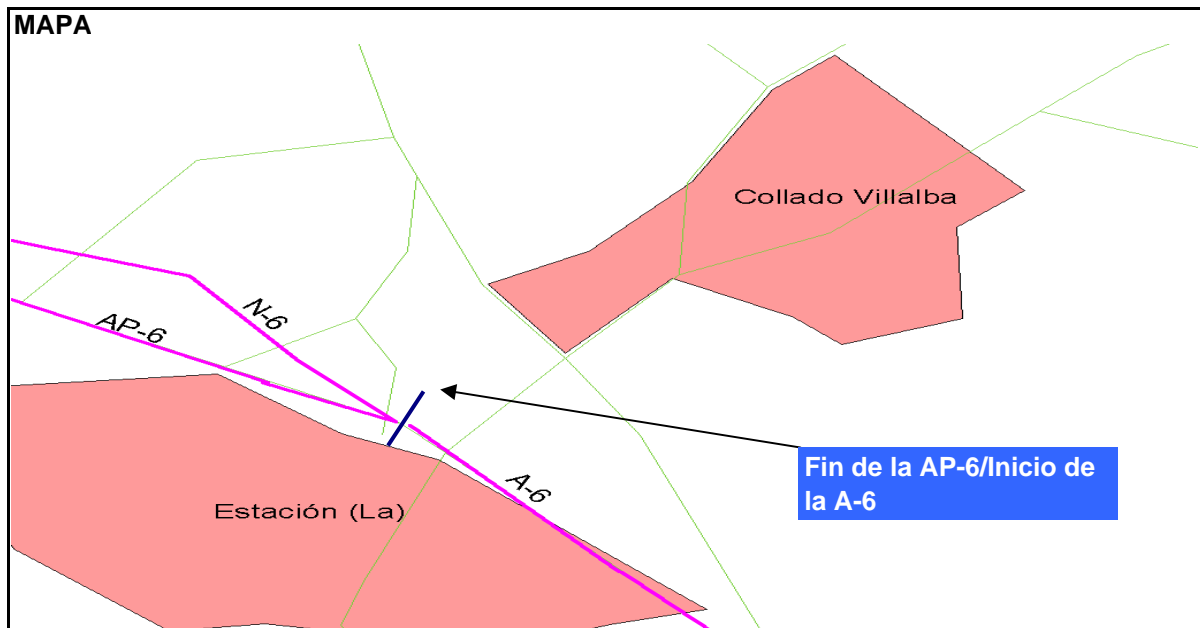 MAPA
Collado Villalba
N-6
AP-6
A-6
Estación (La)
Fin de la AP-6/Inicio de
la A-6